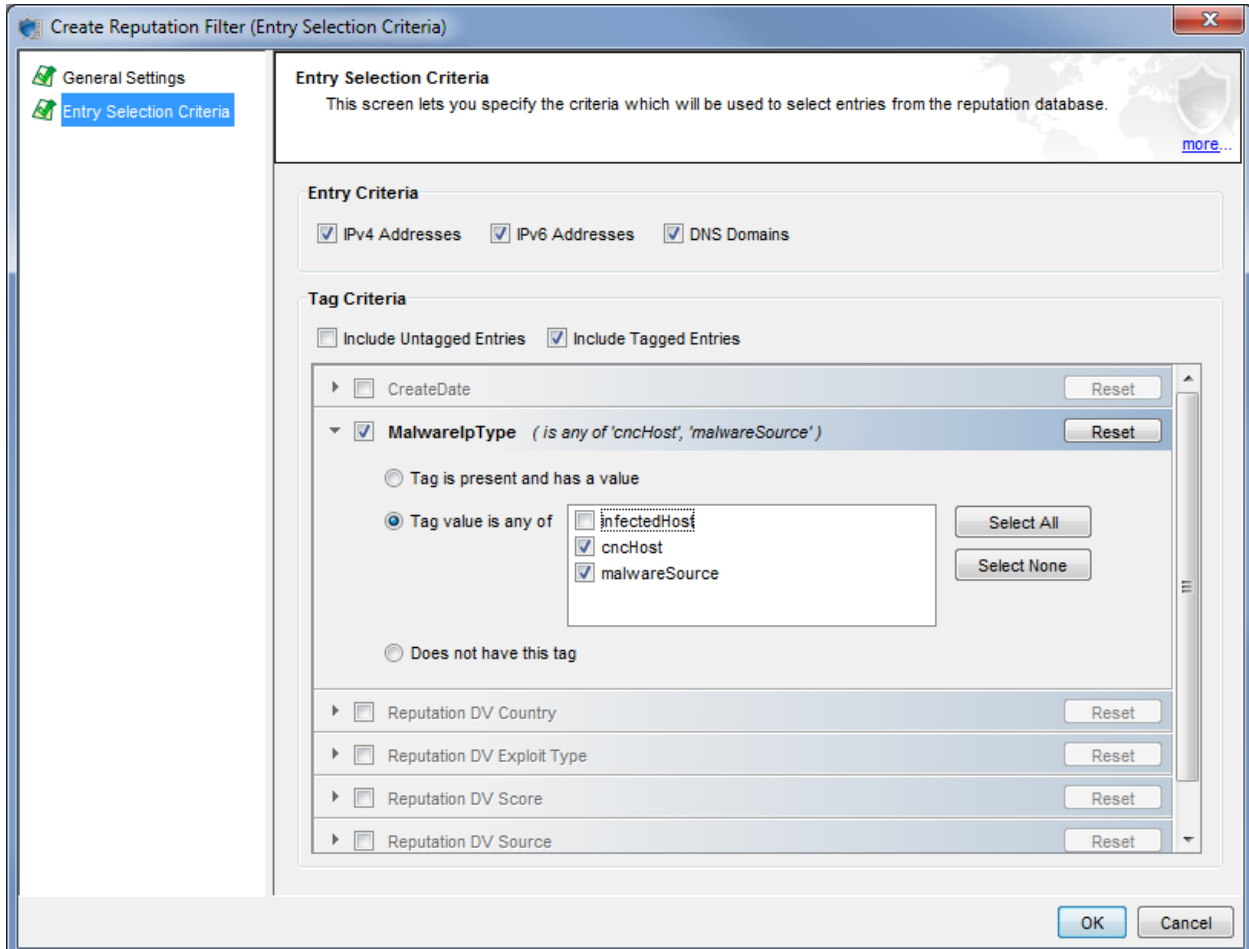 Create Reputation Filter (Entry Selection Criteria)
General Settings
Entry Selection Criteria
Entry Selection Criteria
This screen lets you specify the criteria which will be used to select entries from the reputation database.
more...
Entry Criteria
IPv4 Addresses IPv6 Addresses DNS Domains
Tag Criteria
Include Untagged Entries Include Tagged Entries
CreateDate Reset
MalwareIpType ( is any of 'cncHost', 'malwareSource' ) Reset
Tag is present and has a value
Tag value is any of infectedHost Select All
cncHost
malwareSource Select None
Does not have this tag
Reputation DV Country Reset
Reputation DV Exploit Type Reset
Reputation DV Score Reset
Reputation DV Source Reset
OK Cancel